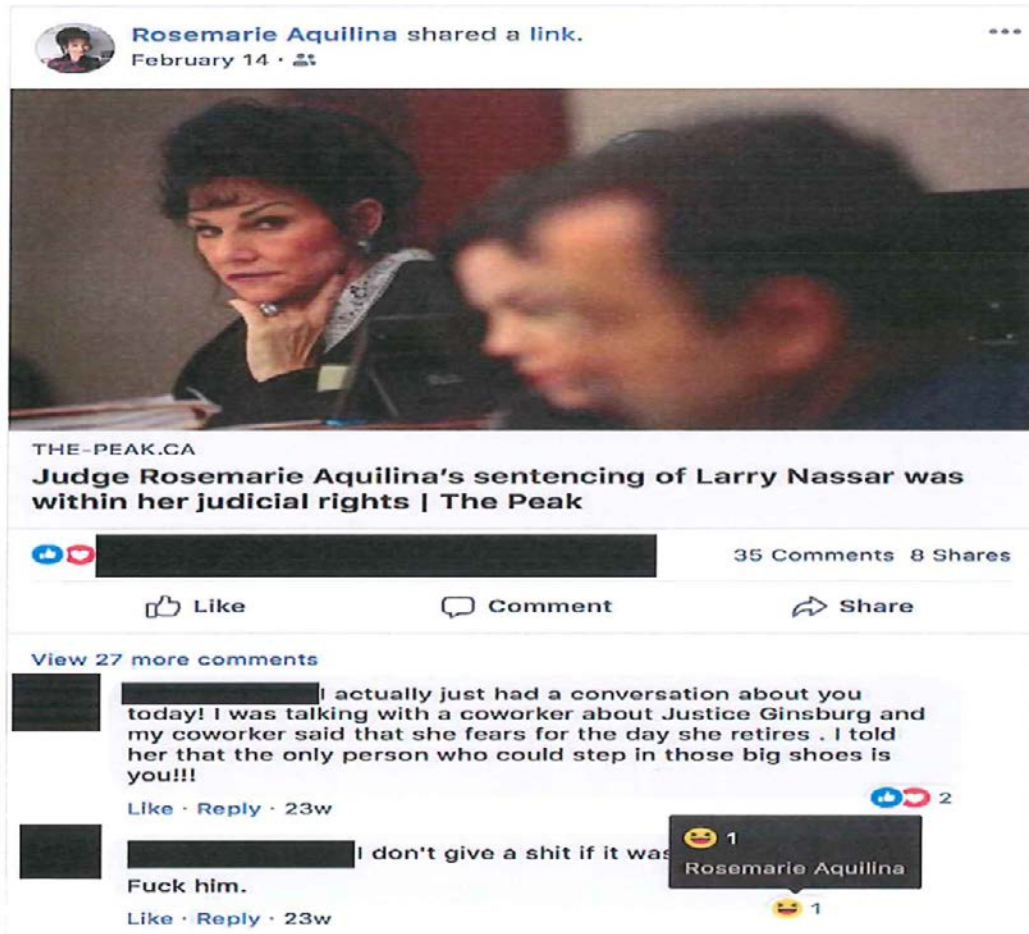 Rosemarie Aquilina shared a link.
February 14 ·
THE-PEAK.CA
Judge Rosemarie Aquilina's sentencing of Larry Nassar was
within her judicial rights | The Peak
35 Comments 8 Shares
Like Comment Share
View 27 more comments
I actually just had a conversation about you
today! I was talking with a coworker about Justice Ginsburg and
my coworker said that she fears for the day she retires . I told
her that the only person who could step in those big shoes is
you!!!
2
Like · Reply · 23w
1
Rosemarie Aquilina
I don't give a shit if it was
Fuck him.
1
Like · Reply · 23w